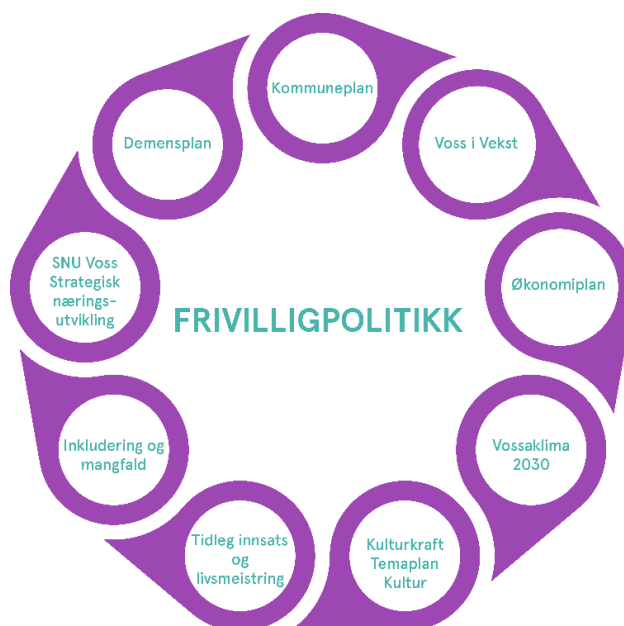 Kommuneplan
Voss i Vekst
Økonomiplan
Vossaklima
2030
Kulturkraft
Temaplan
Kultur
Tidleg innsats
og
livsmeistring
Inkludering og
mangfald
SNU Voss
Strategisk
nærings-
utvikling
Demensplan
FRIVILLIGPOLITIKK